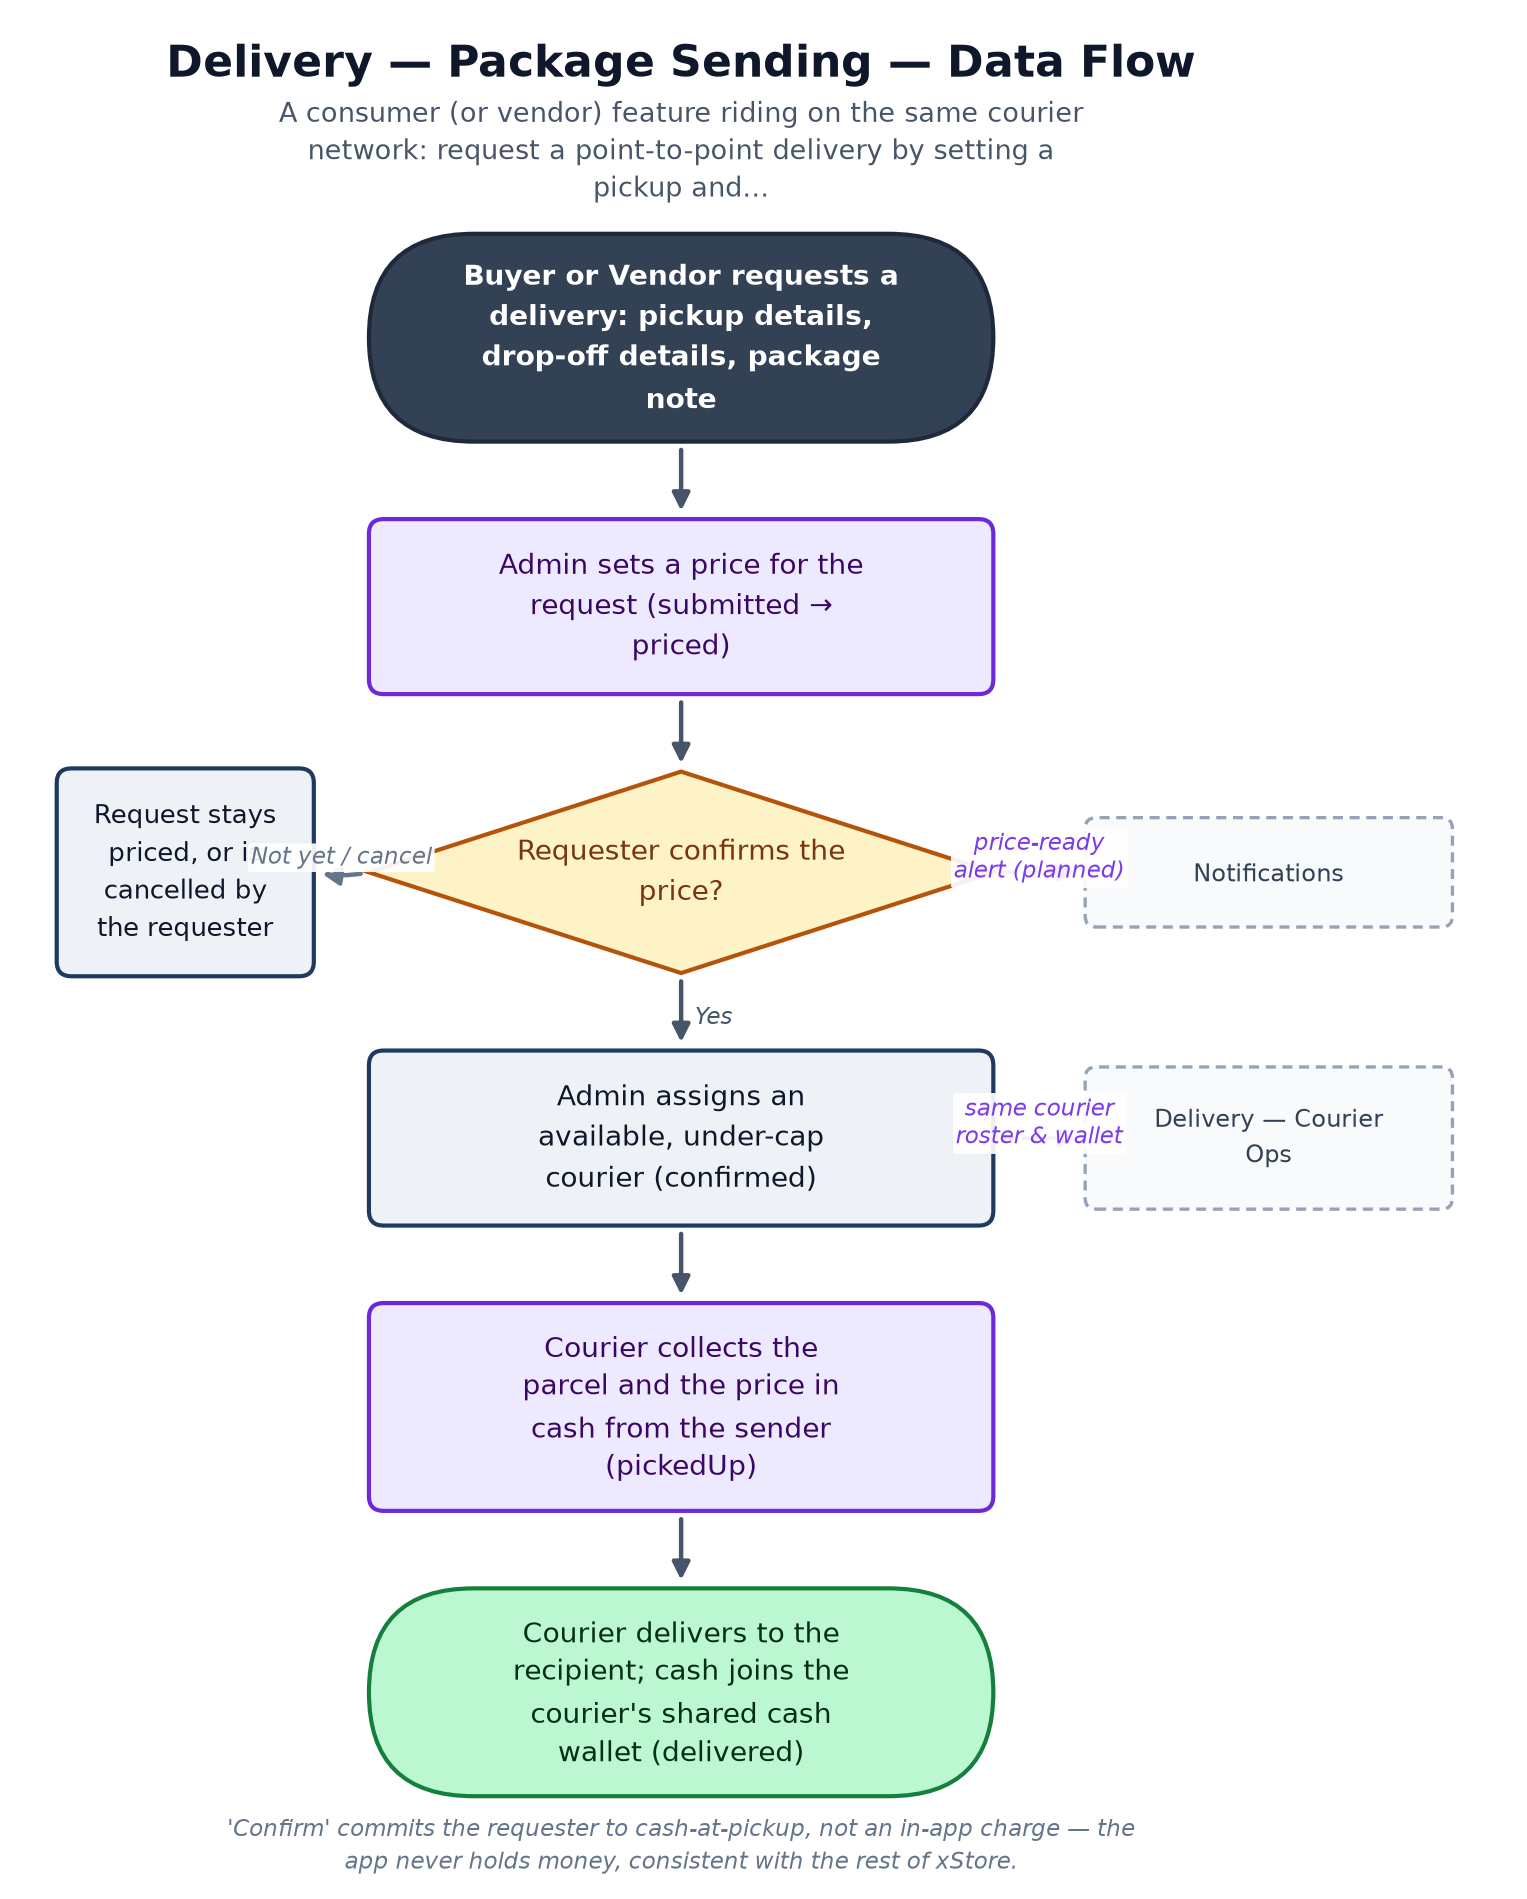 Delivery — Package Sending — Data Flow
A consumer (or vendor) feature riding on the same courier
network: request a point-to-point delivery by setting a
pickup and...
Buyer or Vendor requests a
delivery: pickup details,
drop-off details, package
note
Admin sets a price for the
request (submitted →
priced)
Request stays
priced, or i
cancelled by
the requester
Not yet / cancel
Requester confirms the
price?
price-ready
alert (planned)
Notifications
Yes
Admin assigns an
available, under-cap
courier (confirmed)
same courier
roster & wallet
Delivery — Courier
Ops
Courier collects the
parcel and the price in
cash from the sender
(pickedUp)
Courier delivers to the
recipient; cash joins the
courier's shared cash
wallet (delivered)
'Confirm' commits the requester to cash-at-pickup, not an in-app charge — the
app never holds money, consistent with the rest of xStore.